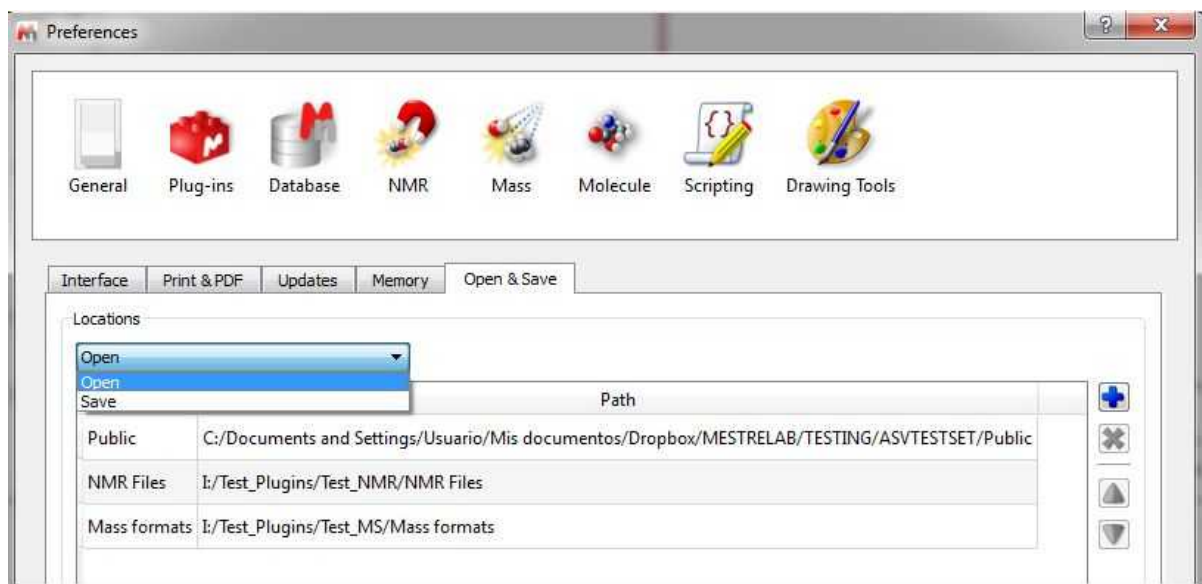 Preferences
General Plug-ins Database NMR Mass Molecule Scripting Drawing Tools
Interface Print & PDF Updates Memory Open & Save
Locations
Open
Open
Save
Path
Public C:/Documents and Settings/Usuario/Mis documentos/Dropbox/MESTRELAB/TESTING/ASVTESTSET/Public
NMR Files I:/Test_Plugins/Test_NMR/NMR Files
Mass formats I:/Test_Plugins/Test_MS/Mass formats